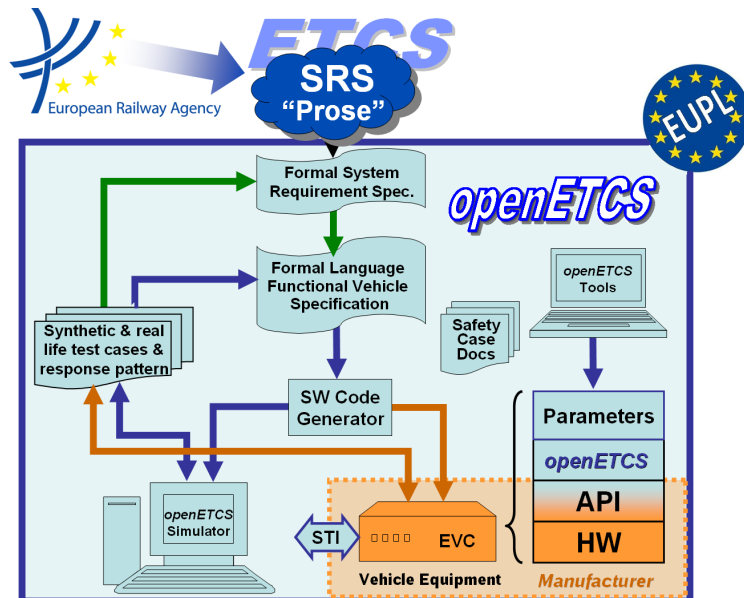 ETCS
SRS
“Prose”
European Railway Agency
EUPL
Formal System
Requirement Spec.
openETCS
Formal Language
Functional Vehicle
Specification
openETCS
Tools
Synthetic & real
life test cases &
response pattern
Safety
Case
Docs
SW Code
Generator
Parameters
openETCS
API
HW
openETCS
Simulator
STI
EVC
Vehicle Equipment
Manufacturer